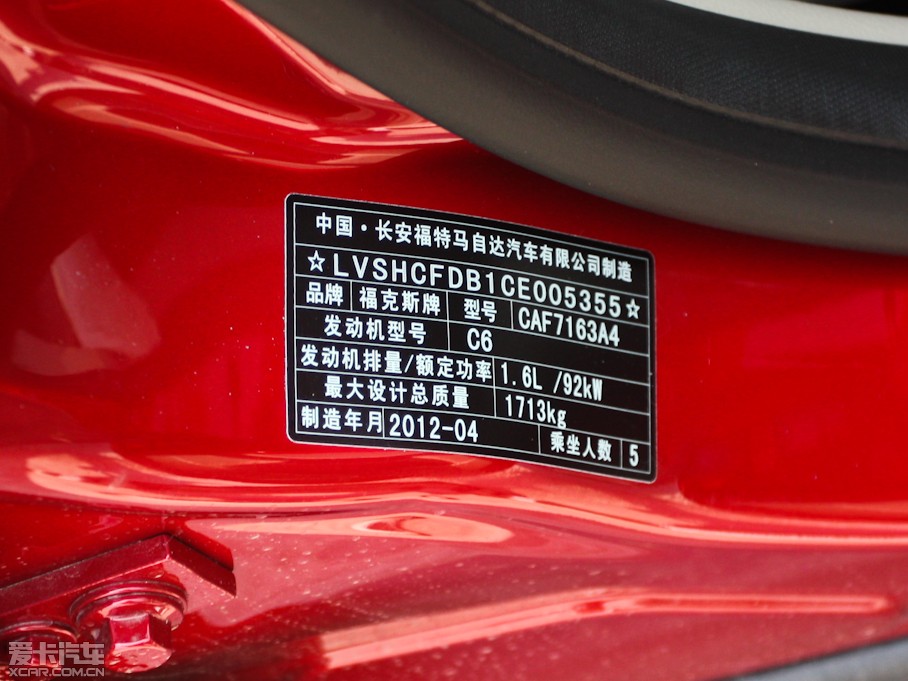 中国·长安福特马自达汽车有限公司制造
☆LVSHCFDB1CE005355☆
品牌 福克斯牌 型号 CAF7163A4
发动机型号 C6
发动机排量/额定功率 1.6L /92kW
最大设计总质量 1713kg
制造年月 2012-04 乘坐人数 5
爱卡汽车
XCAR.COM.CN